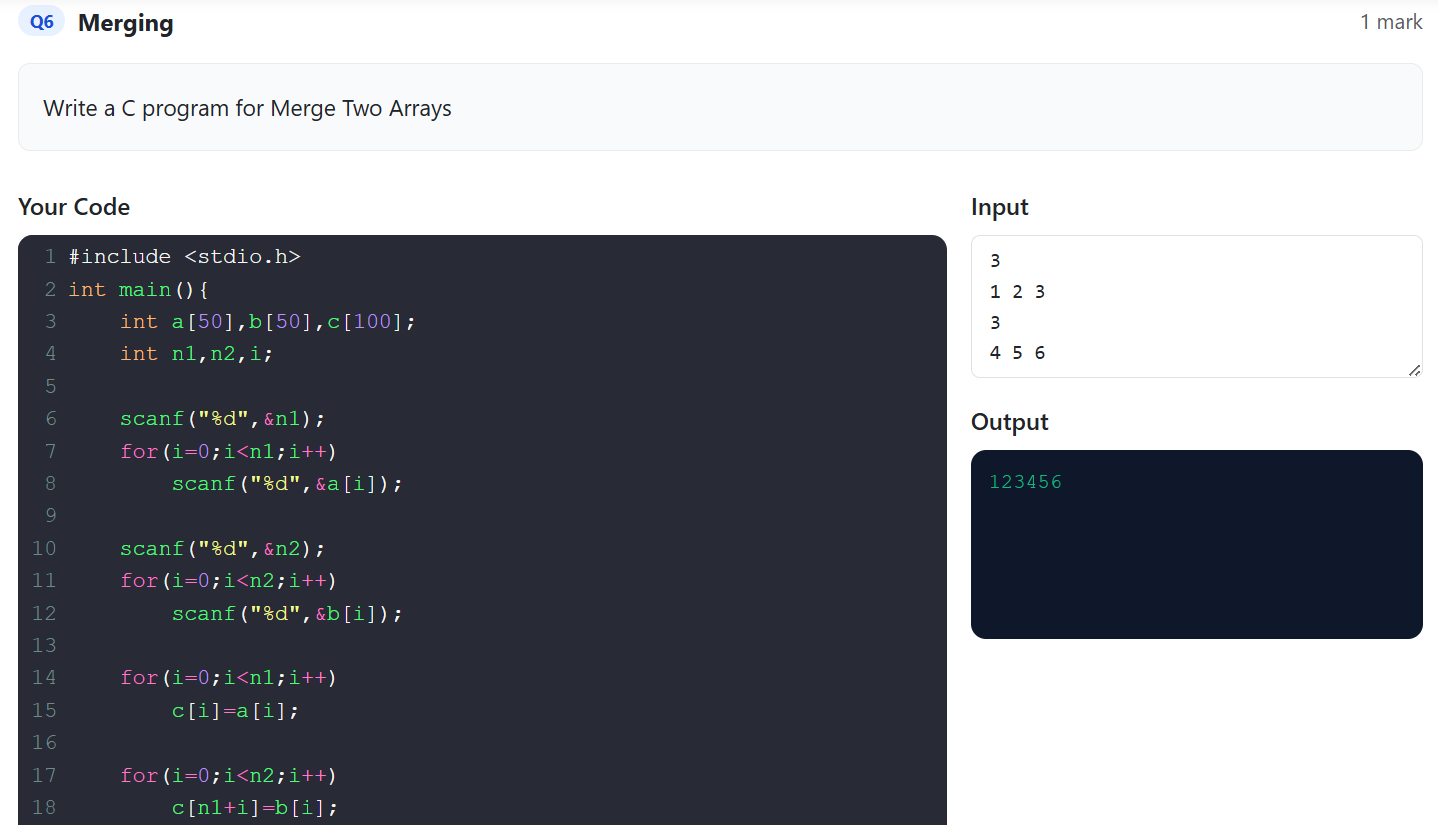 Q6 Merging 1 mark
Write a C program for Merge Two Arrays
Your Code
1 #include <stdio.h>
2 int main(){
3     int a[50],b[50],c[100];
4     int n1,n2,i;
5
6     scanf("%d",&n1);
7     for(i=0;i<n1;i++)
8         scanf("%d",&a[i]);
9
10     scanf("%d",&n2);
11     for(i=0;i<n2;i++)
12         scanf("%d",&b[i]);
13
14     for(i=0;i<n1;i++)
15         c[i]=a[i];
16
17     for(i=0;i<n2;i++)
18         c[n1+i]=b[i];
Input
3
1 2 3
3
4 5 6
Output
123456